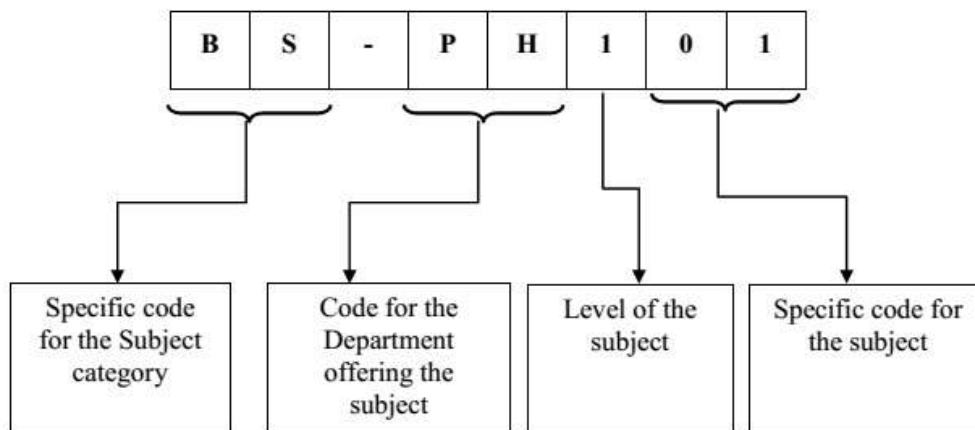 B S - P H 1 0 1
Specific code
for the Subject
category
Code for the
Department
offering the
subject
Level of the
subject
Specific code for
the subject